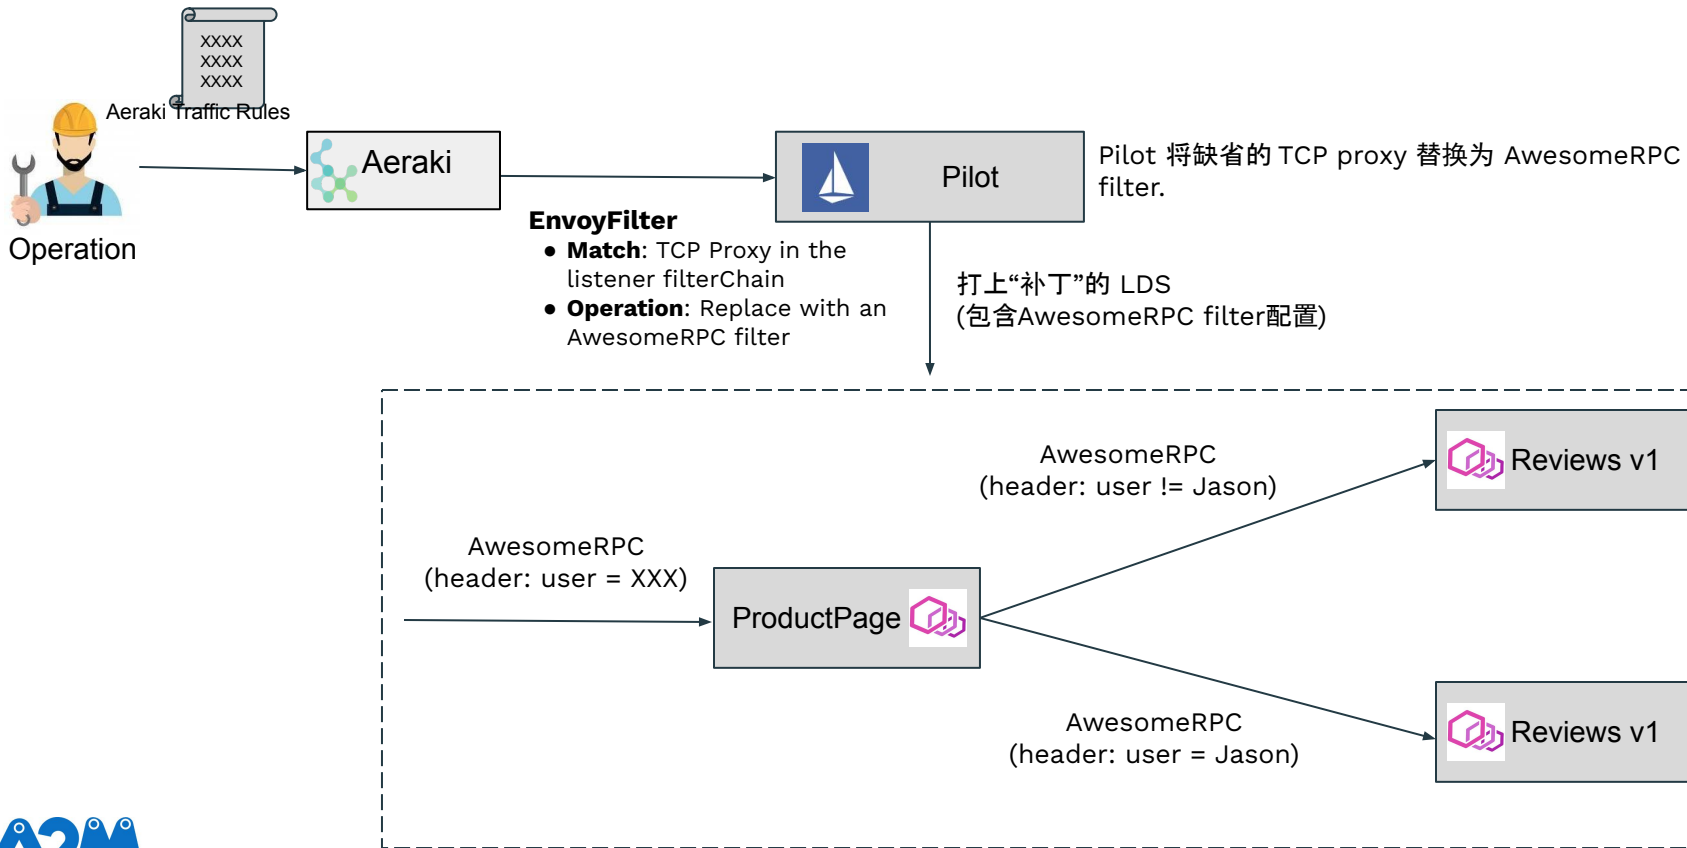 XXXX
XXXX
XXXX
Aeraki Traffic Rules
Operation
Aeraki
Pilot
Pilot 将缺省的 TCP proxy 替换为 AwesomeRPC
filter.
EnvoyFilter
● Match: TCP Proxy in the
listener filterChain
● Operation: Replace with an
AwesomeRPC filter
打上“补丁”的 LDS
(包含AwesomeRPC filter配置)
AwesomeRPC
(header: user != Jason)
Reviews v1
AwesomeRPC
(header: user = XXX)
ProductPage
AwesomeRPC
(header: user = Jason)
Reviews v1
A2M